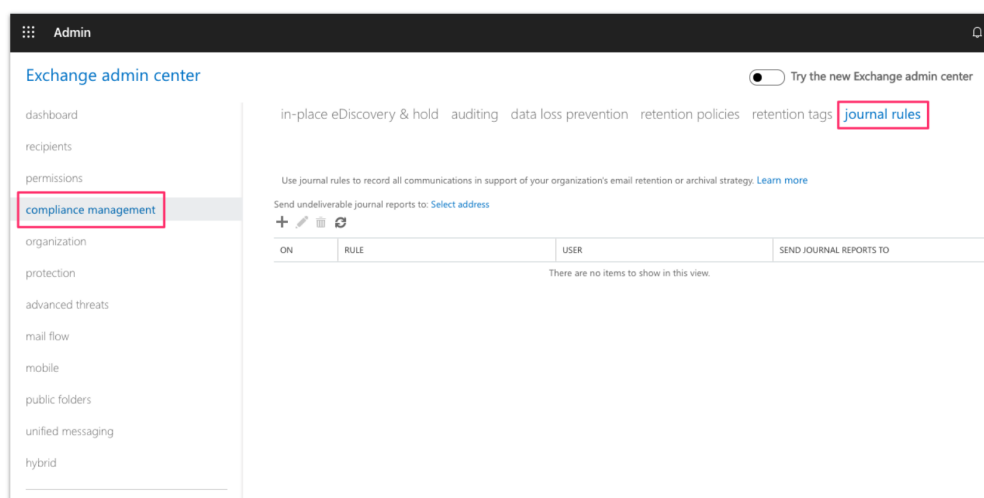 Admin
Exchange admin center
Try the new Exchange admin center
dashboard
recipients
permissions
compliance management
organization
protection
advanced threats
mail flow
mobile
public folders
unified messaging
hybrid
in-place eDiscovery & hold auditing data loss prevention retention policies retention tags journal rules
Use journal rules to record all communications in support of your organization's email retention or archival strategy. Learn more
Send undeliverable journal reports to: Select address
ON RULE USER SEND JOURNAL REPORTS TO
There are no items to show in this view.